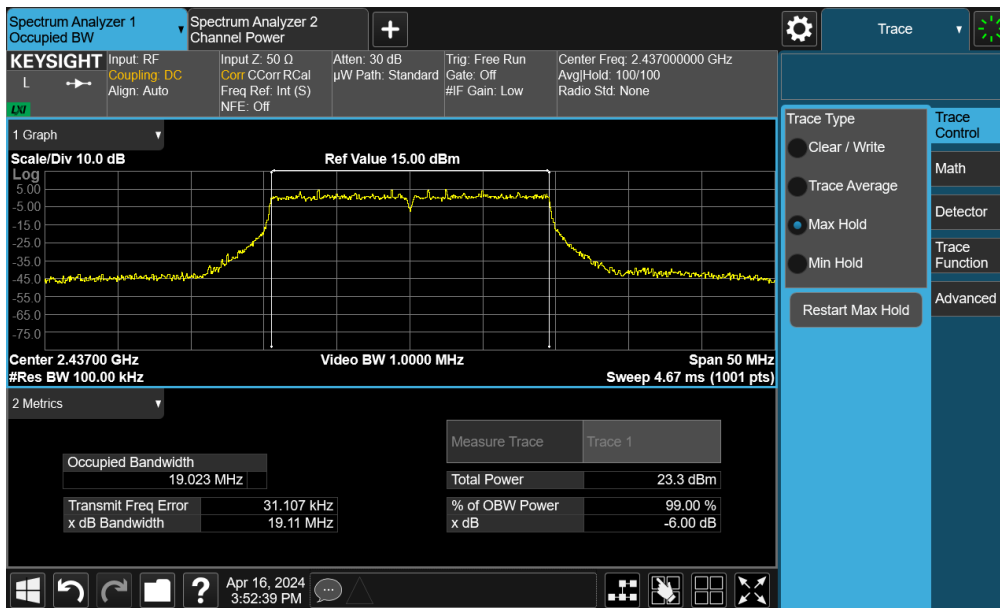 Spectrum Analyzer 1
Occupied BW
Spectrum Analyzer 2
Channel Power
Trace
KEYSIGHT
L
LXI
Input: RF
Coupling: DC
Align: Auto
Input Z: 50 Ω
Corr CCorr RCal
Freq Ref: Int (S)
NFE: Off
Atten: 30 dB
µW Path: Standard
Trig: Free Run
Gate: Off
#IF Gain: Low
Center Freq: 2.437000000 GHz
Avg|Hold: 100/100
Radio Std: None
1 Graph
Scale/Div 10.0 dB
Ref Value 15.00 dBm
Log
5.00
-5.00
-15.0
-25.0
-35.0
-45.0
-55.0
-65.0
-75.0
Center 2.43700 GHz
Video BW 1.0000 MHz
Span 50 MHz
#Res BW 100.00 kHz
Sweep 4.67 ms (1001 pts)
2 Metrics
Measure Trace
Trace 1
Occupied Bandwidth
19.023 MHz
Total Power
23.3 dBm
Transmit Freq Error
31.107 kHz
% of OBW Power
99.00 %
x dB Bandwidth
19.11 MHz
x dB
-6.00 dB
Trace Type
Clear / Write
Trace Average
Max Hold
Min Hold
Restart Max Hold
Trace
Control
Math
Detector
Trace
Function
Advanced
?
Apr 16, 2024
3:52:39 PM